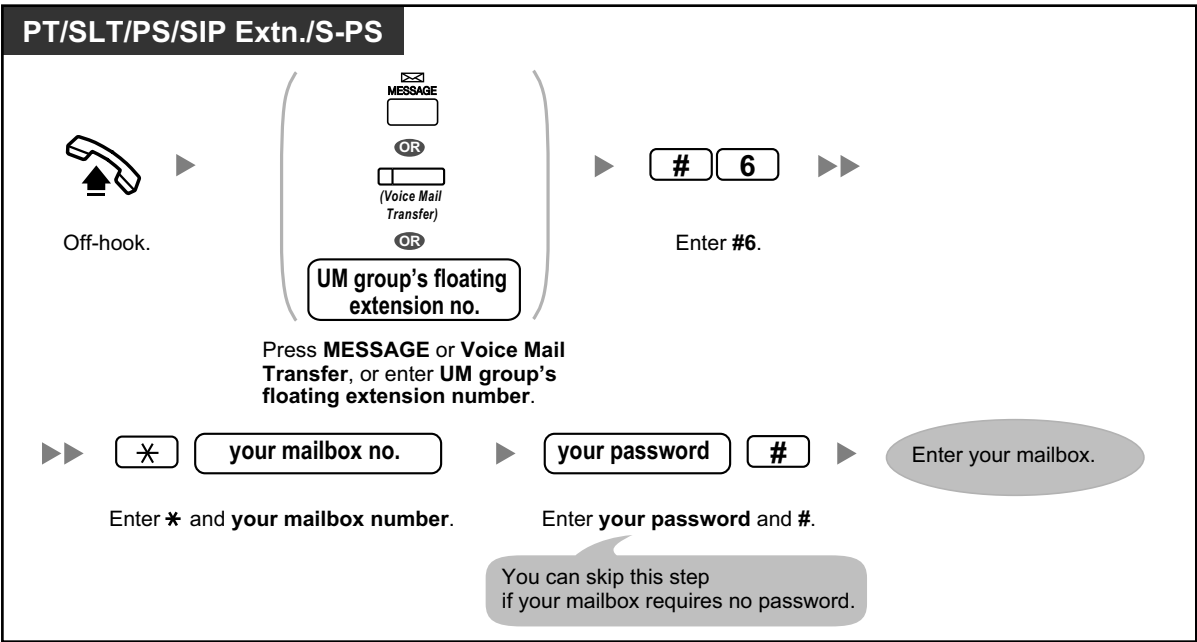 PT/SLT/PS/SIP Extn./S-PS
MESSAGE
OR
(Voice Mail
Transfer)
OR
UM group's floating
extension no.
# 6
Off-hook.
Press MESSAGE or Voice Mail
Transfer, or enter UM group's
floating extension number.
Enter #6.
* your mailbox no.
your password #
Enter your mailbox.
Enter * and your mailbox number.
Enter your password and #.
You can skip this step
if your mailbox requires no password.